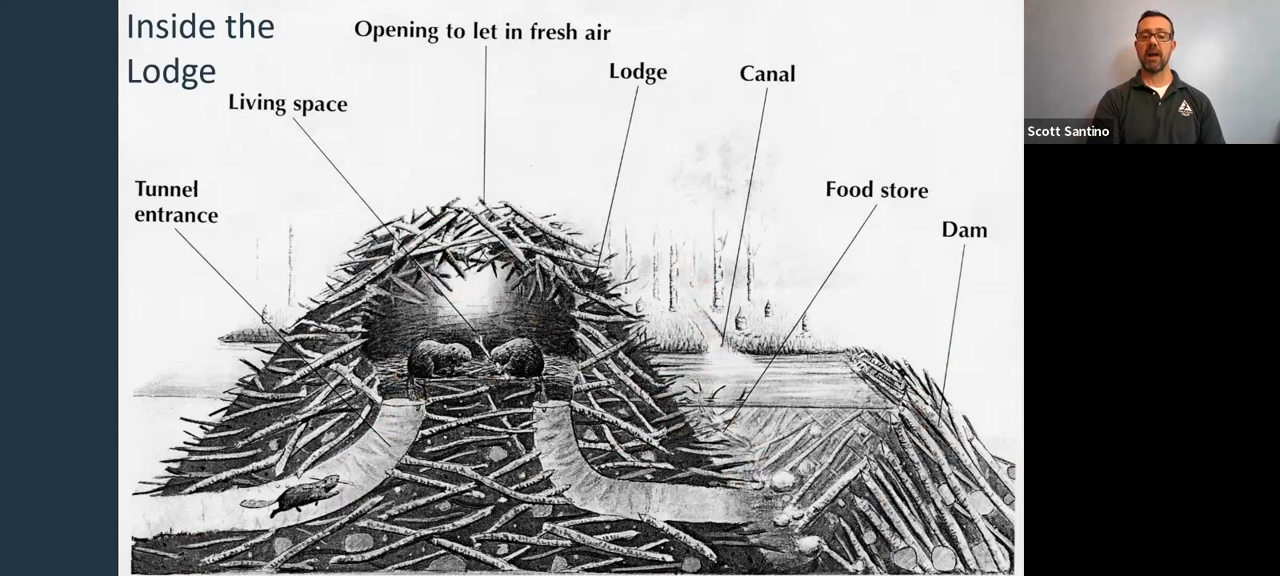 Inside the
Lodge
Opening to let in fresh air
Lodge
Canal
Living space
Tunnel
entrance
Food store
Dam
Scott Santino